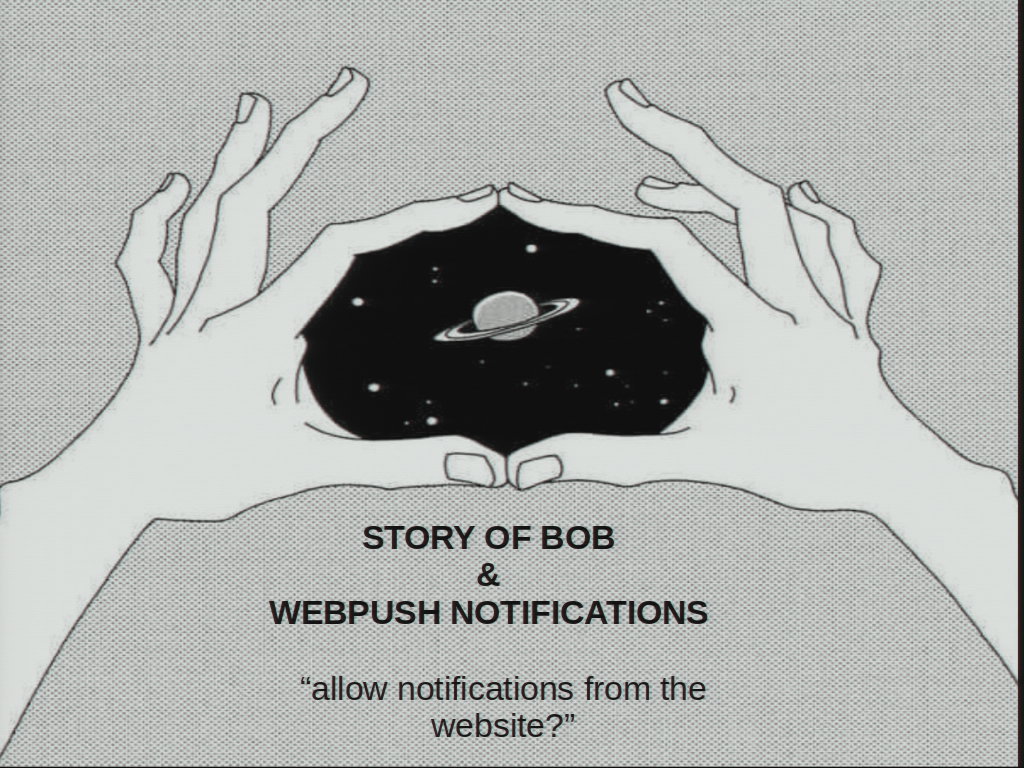 STORY OF BOB
&
WEBPUSH NOTIFICATIONS
“allow notifications from the
website?”